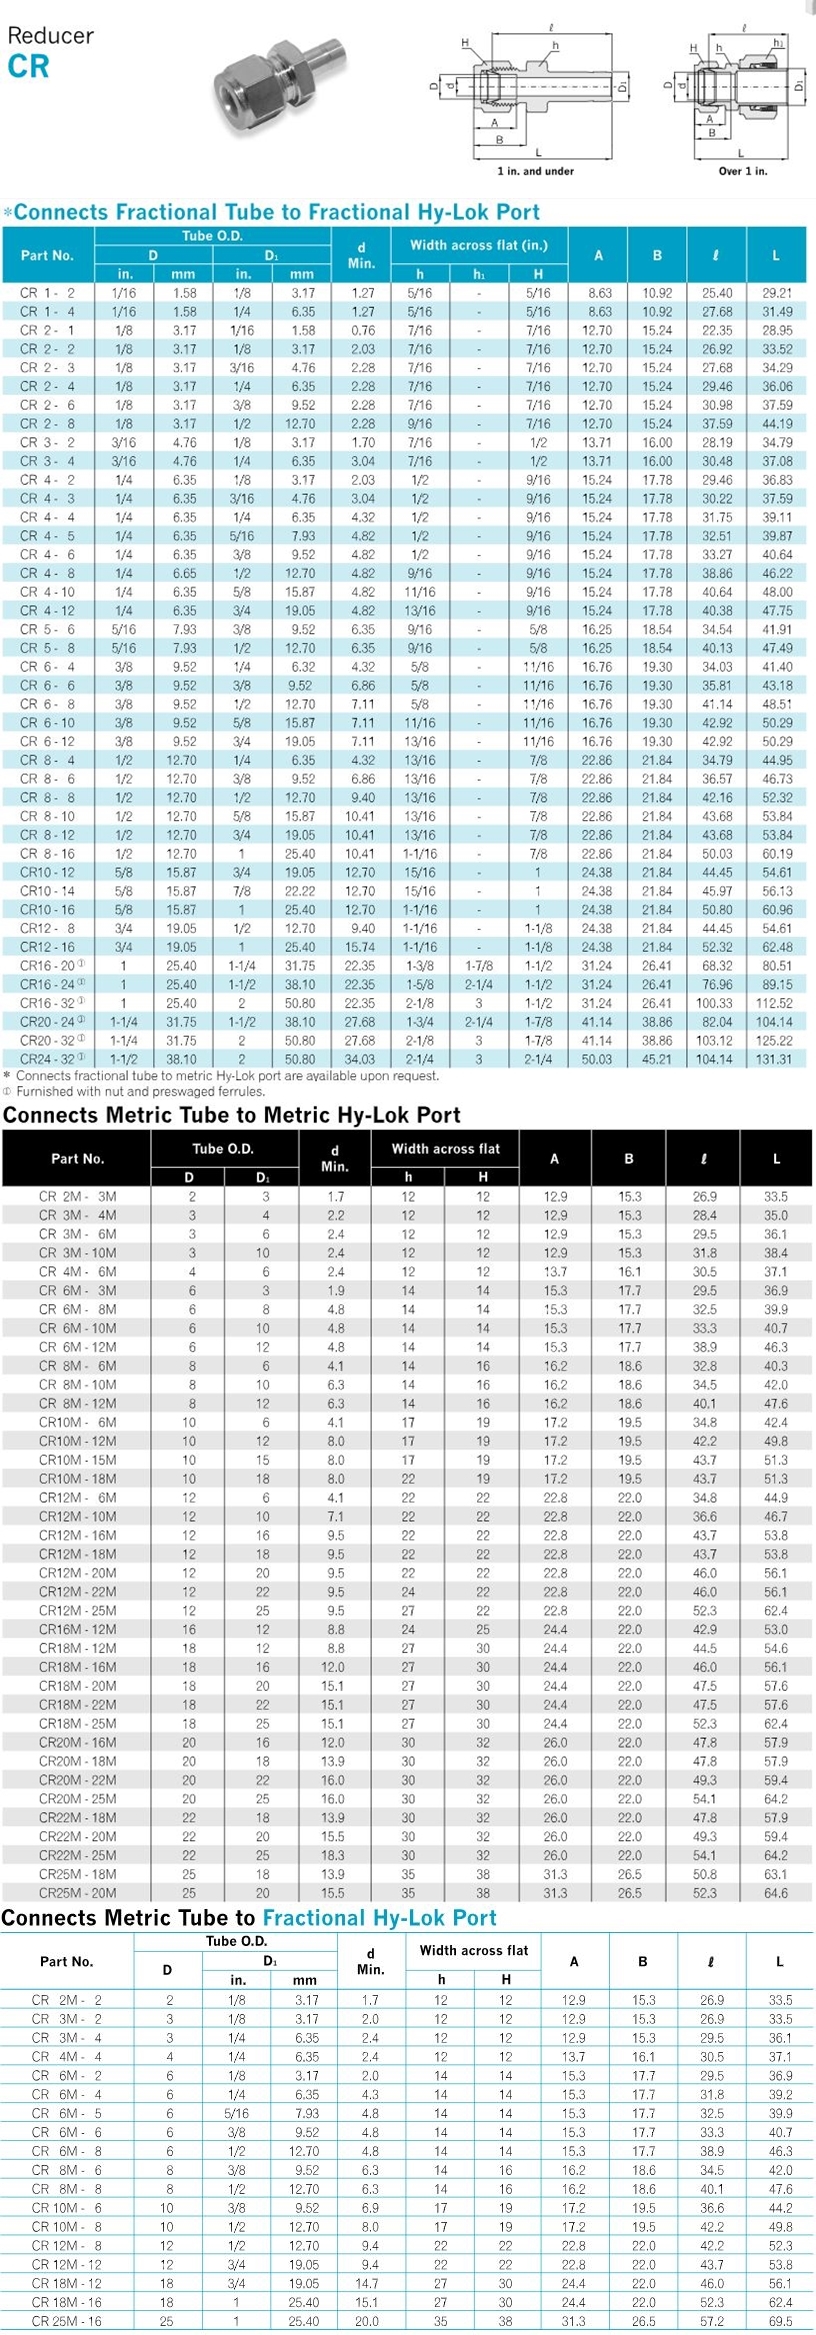 Reducer
CR
ℓ
H
h
D
d
D₁
A
B
L
1 in. and under
ℓ
H
h
h₁
D
d
D₁
A
B
L
Over 1 in.
*Connects Fractional Tube to Fractional Hy-Lok Port
Part No. Tube O.D. d Min. Width across flat (in.) A B ℓ L
D D₁
in. mm in. mm h h₁ H
CR 1 - 2 1/16 1.58 1/8 3.17 1.27 5/16 - 5/16 8.63 10.92 25.40 29.21
CR 1 - 4 1/16 1.58 1/4 6.35 1.27 5/16 - 5/16 8.63 10.92 27.68 31.49
CR 2 - 1 1/8 3.17 1/16 1.58 0.76 7/16 - 7/16 12.70 15.24 22.35 28.95
CR 2 - 2 1/8 3.17 1/8 3.17 2.03 7/16 - 7/16 12.70 15.24 26.92 33.52
CR 2 - 3 1/8 3.17 3/16 4.76 2.28 7/16 - 7/16 12.70 15.24 27.68 34.29
CR 2 - 4 1/8 3.17 1/4 6.35 2.28 7/16 - 7/16 12.70 15.24 29.46 36.06
CR 2 - 6 1/8 3.17 3/8 9.52 2.28 7/16 - 7/16 12.70 15.24 30.98 37.59
CR 2 - 8 1/8 3.17 1/2 12.70 2.28 9/16 - 7/16 12.70 15.24 37.59 44.19
CR 3 - 2 3/16 4.76 1/8 3.17 1.70 7/16 - 1/2 13.71 16.00 28.19 34.79
CR 3 - 4 3/16 4.76 1/4 6.35 3.04 7/16 - 1/2 13.71 16.00 30.48 37.08
CR 4 - 2 1/4 6.35 1/8 3.17 2.03 1/2 - 9/16 15.24 17.78 29.46 36.83
CR 4 - 3 1/4 6.35 3/16 4.76 3.04 1/2 - 9/16 15.24 17.78 30.22 37.59
CR 4 - 4 1/4 6.35 1/4 6.35 4.32 1/2 - 9/16 15.24 17.78 31.75 39.11
CR 4 - 5 1/4 6.35 5/16 7.93 4.82 1/2 - 9/16 15.24 17.78 32.51 39.87
CR 4 - 6 1/4 6.35 3/8 9.52 4.82 1/2 - 9/16 15.24 17.78 33.27 40.64
CR 4 - 8 1/4 6.65 1/2 12.70 4.82 9/16 - 9/16 15.24 17.78 38.86 46.22
CR 4 - 10 1/4 6.35 5/8 15.87 4.82 11/16 - 9/16 15.24 17.78 40.64 48.00
CR 4 - 12 1/4 6.35 3/4 19.05 4.82 13/16 - 9/16 15.24 17.78 40.38 47.75
CR 5 - 6 5/16 7.93 3/8 9.52 6.35 9/16 - 5/8 16.25 18.54 34.54 41.91
CR 5 - 8 5/16 7.93 1/2 12.70 6.35 9/16 - 5/8 16.25 18.54 40.13 47.49
CR 6 - 4 3/8 9.52 1/4 6.32 4.32 5/8 - 11/16 16.76 19.30 34.03 41.40
CR 6 - 6 3/8 9.52 3/8 9.52 6.86 5/8 - 11/16 16.76 19.30 35.81 43.18
CR 6 - 8 3/8 9.52 1/2 12.70 7.11 5/8 - 11/16 16.76 19.30 41.14 48.51
CR 6 - 10 3/8 9.52 5/8 15.87 7.11 11/16 - 11/16 16.76 19.30 42.92 50.29
CR 6 - 12 3/8 9.52 3/4 19.05 7.11 13/16 - 11/16 16.76 19.30 42.92 50.29
CR 8 - 4 1/2 12.70 1/4 6.35 4.32 13/16 - 7/8 22.86 21.84 34.79 44.95
CR 8 - 6 1/2 12.70 3/8 9.52 6.86 13/16 - 7/8 22.86 21.84 36.57 46.73
CR 8 - 8 1/2 12.70 1/2 12.70 9.40 13/16 - 7/8 22.86 21.84 42.16 52.32
CR 8 - 10 1/2 12.70 5/8 15.87 10.41 13/16 - 7/8 22.86 21.84 43.68 53.84
CR 8 - 12 1/2 12.70 3/4 19.05 10.41 13/16 - 7/8 22.86 21.84 43.68 53.84
CR 8 - 16 1/2 12.70 1 25.40 10.41 1-1/16 - 7/8 22.86 21.84 50.03 60.19
CR10 - 12 5/8 15.87 3/4 19.05 12.70 15/16 - 1 24.38 21.84 44.45 54.61
CR10 - 14 5/8 15.87 7/8 22.22 12.70 15/16 - 1 24.38 21.84 45.97 56.13
CR10 - 16 5/8 15.87 1 25.40 12.70 1-1/16 - 1 24.38 21.84 50.80 60.96
CR12 - 8 3/4 19.05 1/2 12.70 9.40 1-1/16 - 1-1/8 24.38 21.84 44.45 54.61
CR12 - 16 3/4 19.05 1 25.40 15.74 1-1/16 - 1-1/8 24.38 21.84 52.32 62.48
CR16 - 20 ① 1 25.40 1-1/4 31.75 22.35 1-3/8 1-7/8 1-1/2 31.24 26.41 68.32 80.51
CR16 - 24 ① 1 25.40 1-1/2 38.10 22.35 1-5/8 2-1/4 1-1/2 31.24 26.41 76.96 89.15
CR16 - 32 ① 1 25.40 2 50.80 22.35 2-1/8 3 1-1/2 31.24 26.41 100.33 112.52
CR20 - 24 ① 1-1/4 31.75 1-1/2 38.10 27.68 1-3/4 2-1/4 1-7/8 41.14 38.86 82.04 104.14
CR20 - 32 ① 1-1/4 31.75 2 50.80 27.68 2-1/8 3 1-7/8 41.14 38.86 103.12 125.22
CR24 - 32 ① 1-1/2 38.10 2 50.80 34.03 2-1/4 3 2-1/4 50.03 45.21 104.14 131.31
* Connects fractional tube to metric Hy-Lok port are available upon request.
① Furnished with nut and preswaged ferrules.
Connects Metric Tube to Metric Hy-Lok Port
Part No. Tube O.D. d Min. Width across flat A B ℓ L
D D₁ h H
CR 2M - 3M 2 3 1.7 12 12 12.9 15.3 26.9 33.5
CR 3M - 4M 3 4 2.2 12 12 12.9 15.3 28.4 35.0
CR 3M - 6M 3 6 2.4 12 12 12.9 15.3 29.5 36.1
CR 3M - 10M 3 10 2.4 12 12 12.9 15.3 31.8 38.4
CR 4M - 6M 4 6 2.4 12 12 13.7 16.1 30.5 37.1
CR 6M - 3M 6 3 1.9 14 14 15.3 17.7 29.5 36.9
CR 6M - 8M 6 8 4.8 14 14 15.3 17.7 32.5 39.9
CR 6M - 10M 6 10 4.8 14 14 15.3 17.7 33.3 40.7
CR 6M - 12M 6 12 4.8 14 14 15.3 17.7 38.9 46.3
CR 8M - 6M 8 6 4.1 14 16 16.2 18.6 32.8 40.3
CR 8M - 10M 8 10 6.3 14 16 16.2 18.6 34.5 42.0
CR 8M - 12M 8 12 6.3 14 16 16.2 18.6 40.1 47.6
CR10M - 6M 10 6 4.1 17 19 17.2 19.5 34.8 42.4
CR10M - 12M 10 12 8.0 17 19 17.2 19.5 42.2 49.8
CR10M - 15M 10 15 8.0 17 19 17.2 19.5 43.7 51.3
CR10M - 18M 10 18 8.0 22 19 17.2 19.5 43.7 51.3
CR12M - 6M 12 6 4.1 22 22 22.8 22.0 34.8 44.9
CR12M - 10M 12 10 7.1 22 22 22.8 22.0 36.6 46.7
CR12M - 16M 12 16 9.5 22 22 22.8 22.0 43.7 53.8
CR12M - 18M 12 18 9.5 22 22 22.8 22.0 43.7 53.8
CR12M - 20M 12 20 9.5 22 22 22.8 22.0 46.0 56.1
CR12M - 22M 12 22 9.5 24 22 22.8 22.0 46.0 56.1
CR12M - 25M 12 25 9.5 27 22 22.8 22.0 52.3 62.4
CR16M - 12M 16 12 8.8 24 25 24.4 22.0 42.9 53.0
CR18M - 12M 18 12 8.8 27 30 24.4 22.0 44.5 54.6
CR18M - 16M 18 16 12.0 27 30 24.4 22.0 46.0 56.1
CR18M - 20M 18 20 15.1 27 30 24.4 22.0 47.5 57.6
CR18M - 22M 18 22 15.1 27 30 24.4 22.0 47.5 57.6
CR18M - 25M 18 25 15.1 27 30 24.4 22.0 52.3 62.4
CR20M - 16M 20 16 12.0 30 32 26.0 22.0 47.8 57.9
CR20M - 18M 20 18 13.9 30 32 26.0 22.0 47.8 57.9
CR20M - 22M 20 22 16.0 30 32 26.0 22.0 49.3 59.4
CR20M - 25M 20 25 16.0 30 32 26.0 22.0 54.1 64.2
CR22M - 18M 22 18 13.9 30 32 26.0 22.0 47.8 57.9
CR22M - 20M 22 20 15.5 30 32 26.0 22.0 49.3 59.4
CR22M - 25M 22 25 18.3 30 32 26.0 22.0 54.1 64.2
CR25M - 18M 25 18 13.9 35 38 31.3 26.5 50.8 63.1
CR25M - 20M 25 20 15.5 35 38 31.3 26.5 52.3 64.6
Connects Metric Tube to Fractional Hy-Lok Port
Part No. Tube O.D. d Min. Width across flat A B ℓ L
D D₁
in. mm h H
CR 2M - 2 2 1/8 3.17 1.7 12 12 12.9 15.3 26.9 33.5
CR 3M - 2 3 1/8 3.17 2.0 12 12 12.9 15.3 26.9 33.5
CR 3M - 4 3 1/4 6.35 2.4 12 12 12.9 15.3 29.5 36.1
CR 4M - 4 4 1/4 6.35 2.4 12 12 13.7 16.1 30.5 37.1
CR 6M - 2 6 1/8 3.17 2.0 14 14 15.3 17.7 29.5 36.9
CR 6M - 4 6 1/4 6.35 4.3 14 14 15.3 17.7 31.8 39.2
CR 6M - 5 6 5/16 7.93 4.8 14 14 15.3 17.7 32.5 39.9
CR 6M - 6 6 3/8 9.52 4.8 14 14 15.3 17.7 33.3 40.7
CR 6M - 8 6 1/2 12.70 4.8 14 14 15.3 17.7 38.9 46.3
CR 8M - 6 8 3/8 9.52 6.3 14 16 16.2 18.6 34.5 42.0
CR 8M - 8 8 1/2 12.70 6.3 14 16 16.2 18.6 40.1 47.6
CR 10M - 6 10 3/8 9.52 6.9 17 19 17.2 19.5 36.6 44.2
CR 10M - 8 10 1/2 12.70 8.0 17 19 17.2 19.5 42.2 49.8
CR 12M - 8 12 1/2 12.70 9.4 22 22 22.8 22.0 42.2 52.3
CR 12M - 12 12 3/4 19.05 9.4 22 22 22.8 22.0 43.7 53.8
CR 18M - 12 18 3/4 19.05 14.7 27 30 24.4 22.0 46.0 56.1
CR 18M - 16 18 1 25.40 15.1 27 30 24.4 22.0 52.3 62.4
CR 25M - 16 25 1 25.40 20.0 35 38 31.3 26.5 57.2 69.5